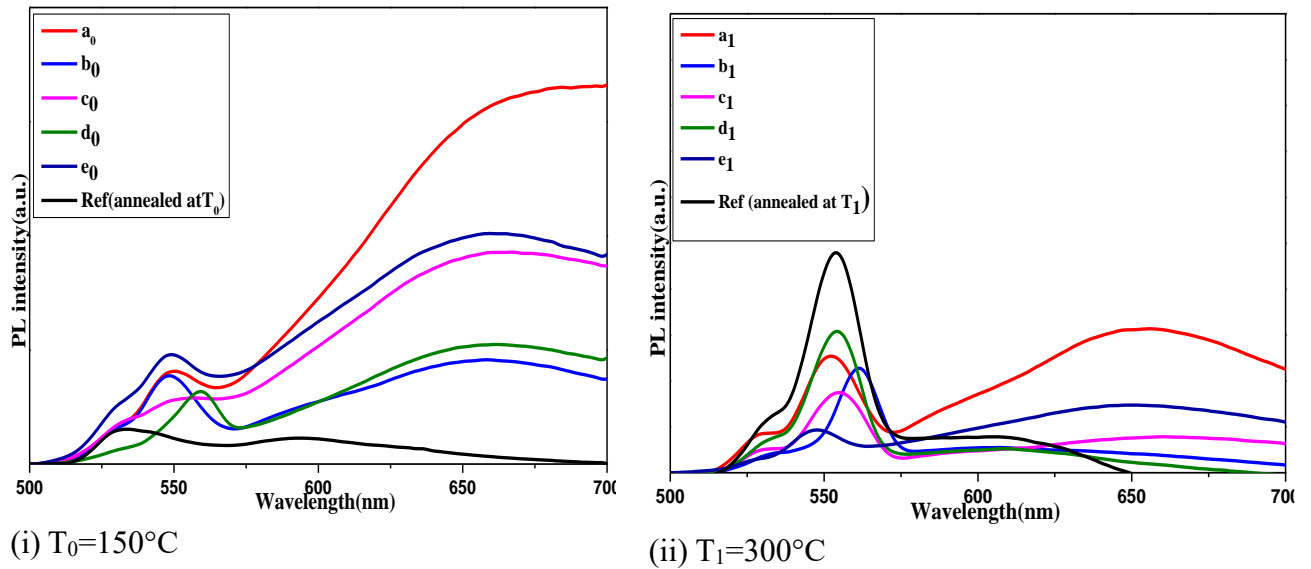 a₀
b₀
c₀
d₀
e₀
Ref(annealed atT₀)
PL intensity(a.u.)
500 550 600 650 700
Wavelength(nm)
(i) T₀=150°C
a1
b1
c1
d1
e1
Ref (annealed at T1)
PL intensity(a.u.)
500 550 600 650 700
Wavelength(nm)
(ii) T₁=300°C